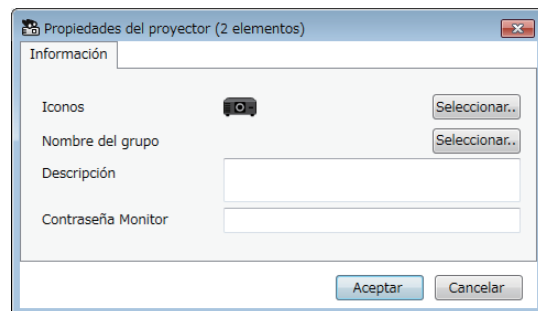 Propiedades del proyector (2 elementos)
Información
Iconos
Seleccionar..
Nombre del grupo
Seleccionar..
Descripción
Contraseña Monitor
Aceptar
Cancelar